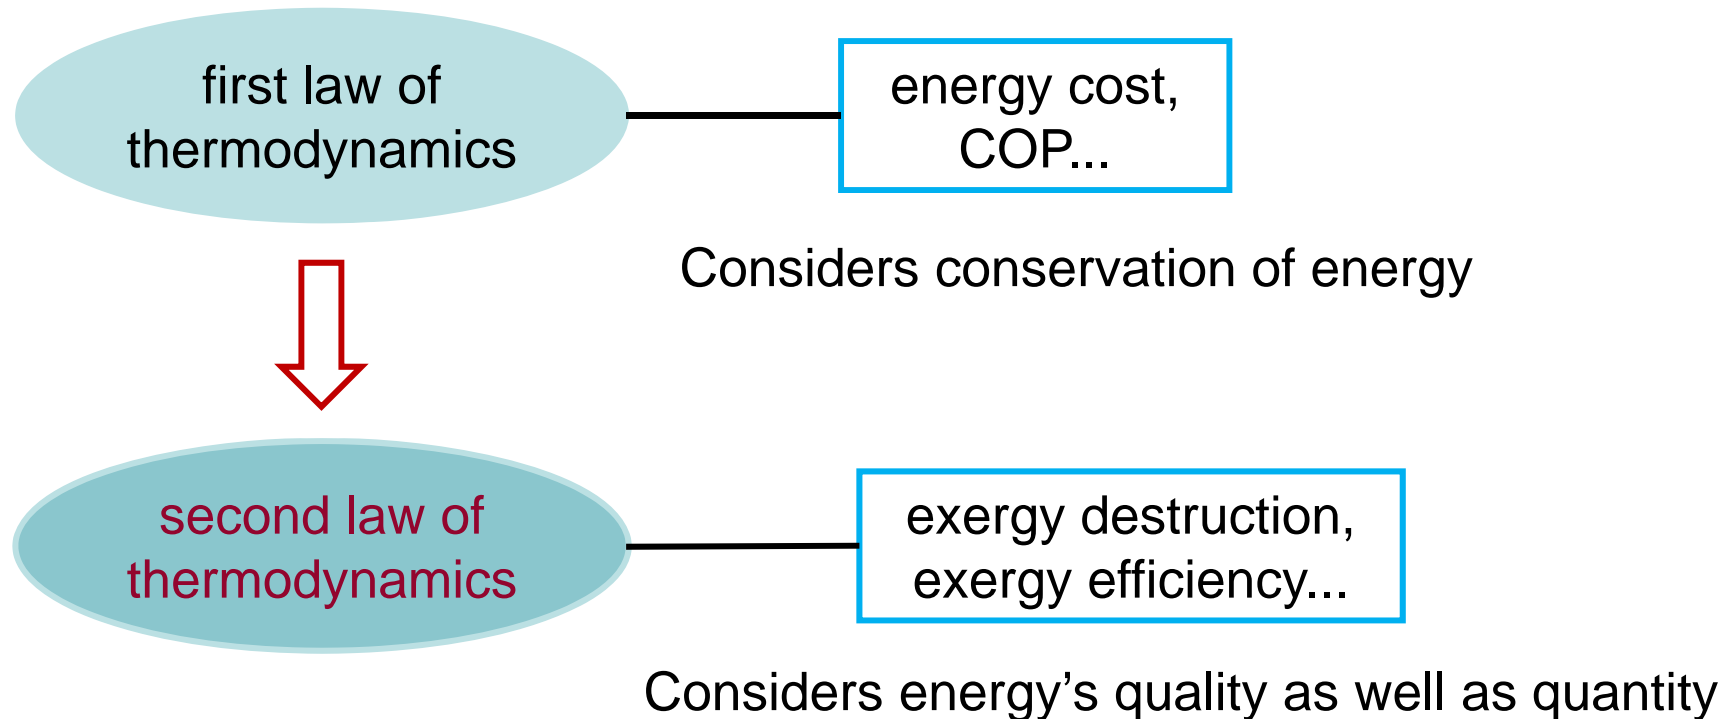 first law of
thermodynamics
energy cost,
COP...
Considers conservation of energy
second law of
thermodynamics
exergy destruction,
exergy efficiency...
Considers energy’s quality as well as quantity